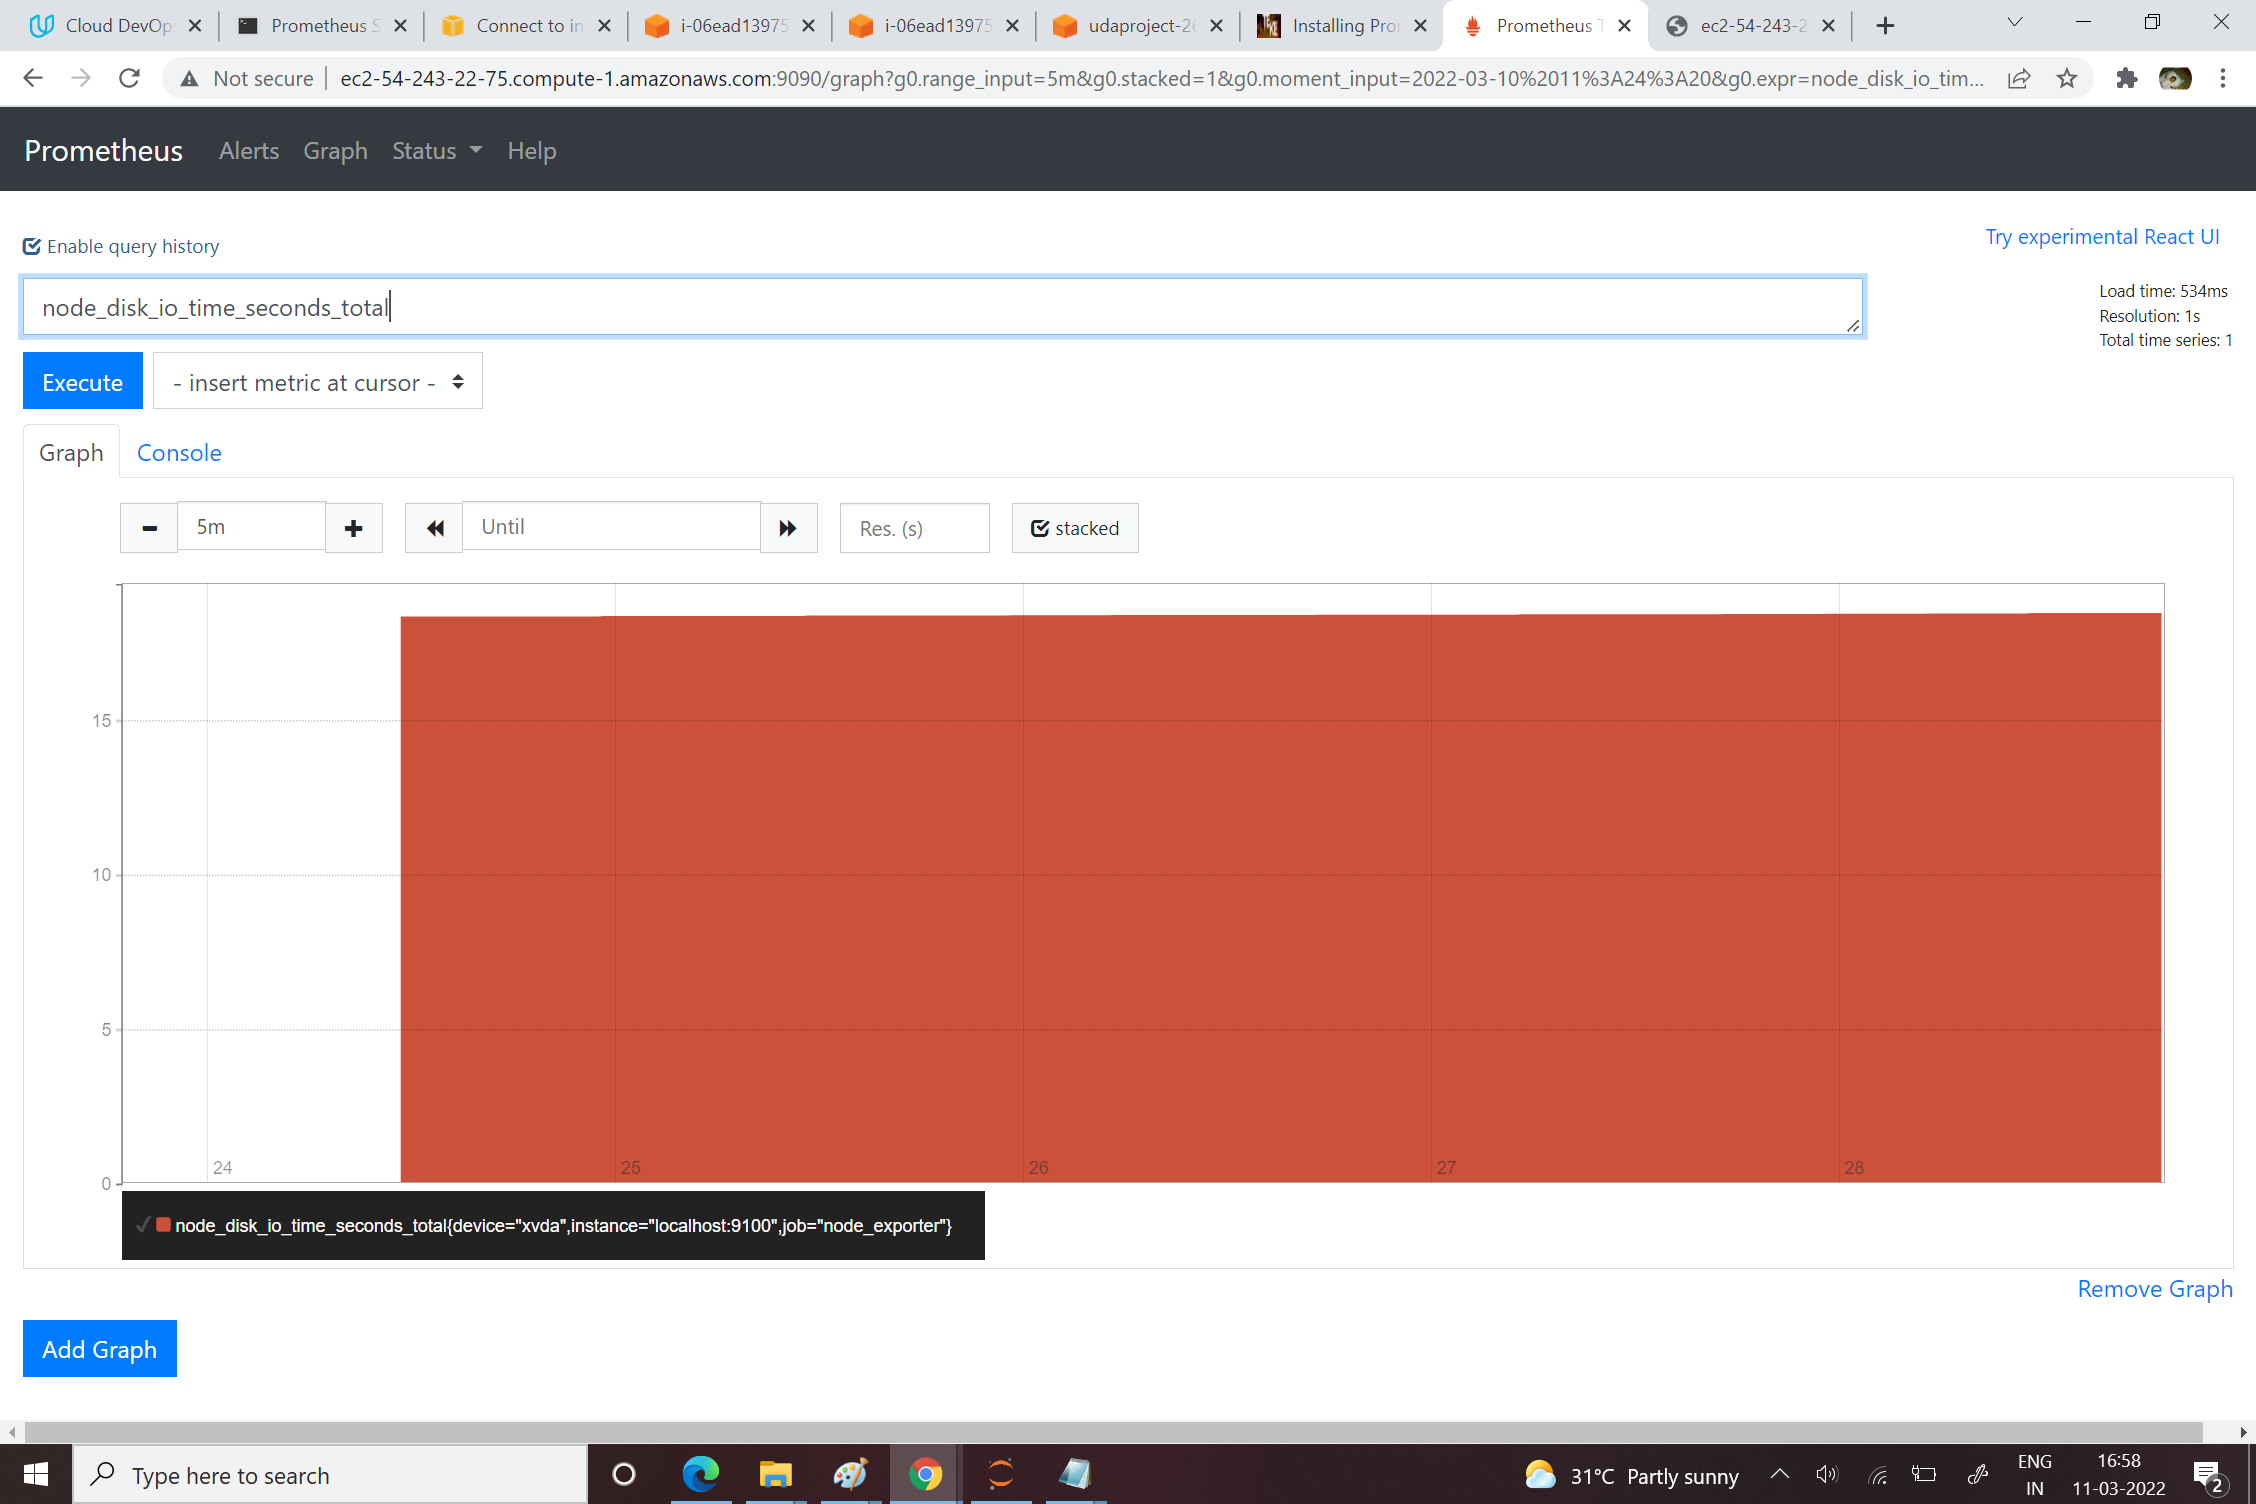 Cloud DevOps
Prometheus S
Connect to in
i-06ead13975
i-06ead13975
udaproject-26
Installing Pro
Prometheus T
ec2-54-243-2
Not secure
ec2-54-243-22-75.compute-1.amazonaws.com:9090/graph?g0.range_input=5m&g0.stacked=1&g0.moment_input=2022-03-10%2011%3A24%3A20&g0.expr=node_disk_io_tim...
Prometheus Alerts Graph Status Help
Enable query history
Try experimental React UI
node_disk_io_time_seconds_total
Load time: 534ms
Resolution: 1s
Total time series: 1
Execute
- insert metric at cursor -
Graph Console
5m
Until
Res. (s)
stacked
15
10
5
0
24
25
26
27
28
node_disk_io_time_seconds_total{device="xvda",instance="localhost:9100",job="node_exporter"}
Remove Graph
Add Graph
Type here to search
31°C Partly sunny
ENG
IN
16:58
11-03-2022
2